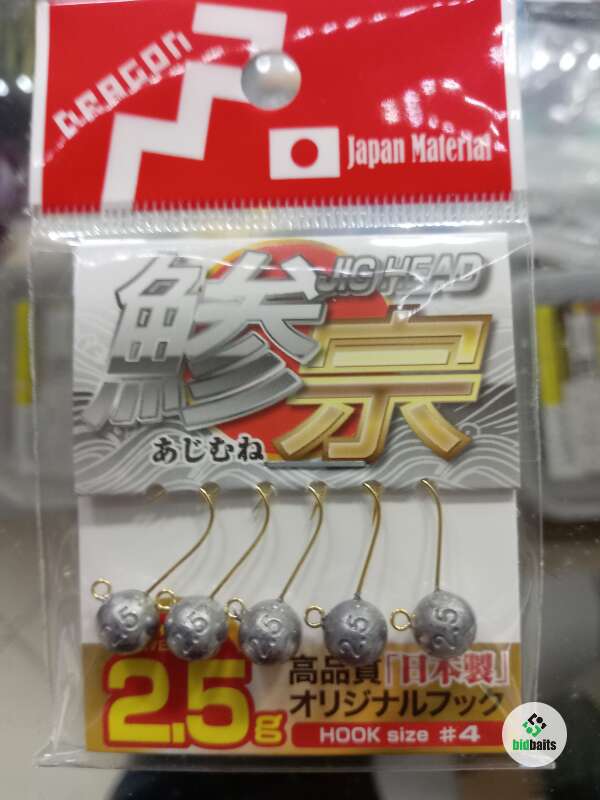 DRAGON
Japan Material
JIG HEAD
鯵宗
あじむね
2.5 2.5 2.5 2.5 2.5
2.5g
高品質「日本製」
オリジナルフック
HOOK size #4
bidbaits